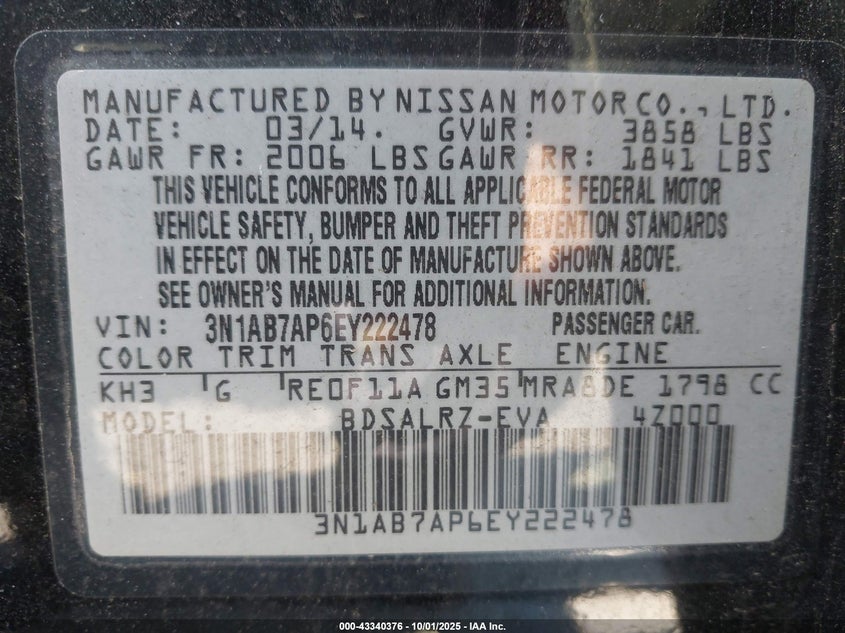 MANUFACTURED BY NISSAN MOTOR CO., LTD.
DATE: 03/14. GVWR: 3858 LBS
GAWR FR: 2006 LBS GAWR RR: 1841 LBS
THIS VEHICLE CONFORMS TO ALL APPLICABLE FEDERAL MOTOR
VEHICLE SAFETY, BUMPER AND THEFT PREVENTION STANDARDS
IN EFFECT ON THE DATE OF MANUFACTURE SHOWN ABOVE.
SEE OWNER'S MANUAL FOR ADDITIONAL INFORMATION.
VIN: 3N1AB7AP6EY222478 PASSENGER CAR.
COLOR TRIM TRANS AXLE ENGINE
KH3 G RE0F11A GM35 MRA8DE 1798 CC
MODEL: BDSALRZ-EVA 4Z000
3N1AB7AP6EY222478
000-43340376 - 10/01/2025 - IAA Inc.